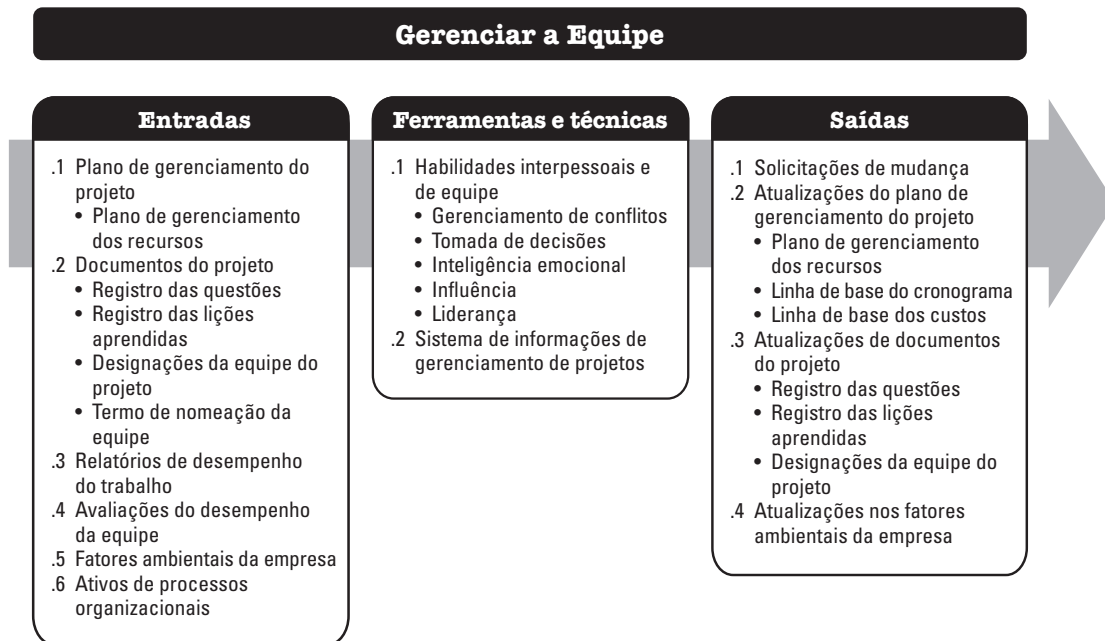 Gerenciar a Equipe
Entradas
.1 Plano de gerenciamento do
projeto
• Plano de gerenciamento
dos recursos
.2 Documentos do projeto
• Registro das questões
• Registro das lições
aprendidas
• Designações da equipe do
projeto
• Termo de nomeação da
equipe
.3 Relatórios de desempenho
do trabalho
.4 Avaliações do desempenho
da equipe
.5 Fatores ambientais da empresa
.6 Ativos de processos
organizacionais
Ferramentas e técnicas
.1 Habilidades interpessoais e
de equipe
• Gerenciamento de conflitos
• Tomada de decisões
• Inteligência emocional
• Influência
• Liderança
.2 Sistema de informações de
gerenciamento de projetos
Saídas
.1 Solicitações de mudança
.2 Atualizações do plano de
gerenciamento do projeto
• Plano de gerenciamento
dos recursos
• Linha de base do cronograma
• Linha de base dos custos
.3 Atualizações de documentos
do projeto
• Registro das questões
• Registro das lições
aprendidas
• Designações da equipe do
projeto
.4 Atualizações nos fatores
ambientais da empresa